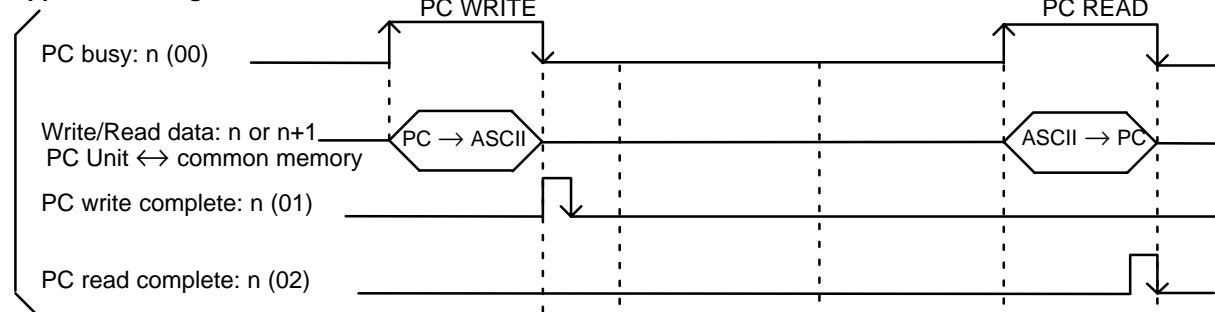 PC WRITE
PC READ
PC busy: n (00)
Write/Read data: n or n+1
PC → ASCII
ASCII → PC
PC Unit ↔ common memory
PC write complete: n (01)
PC read complete: n (02)